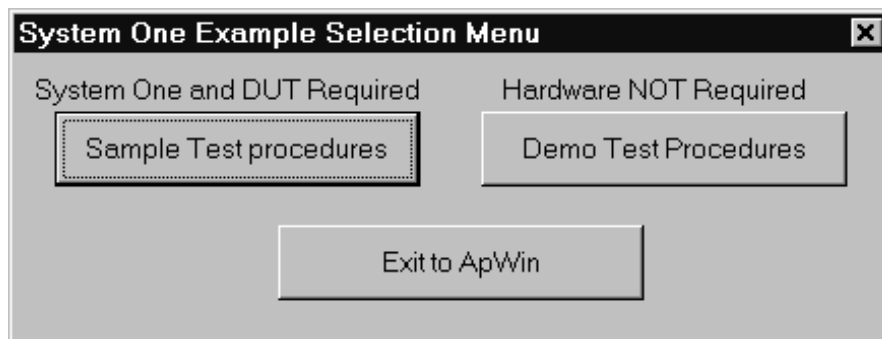 System One Example Selection Menu
System One and DUT Required
Hardware NOT Required
Sample Test procedures
Demo Test Procedures
Exit to ApWin